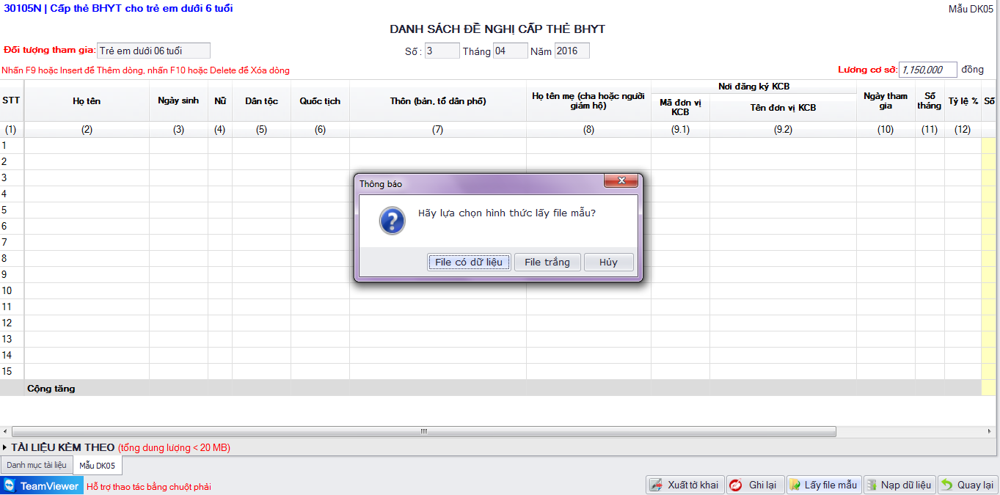 30105N | Cấp thẻ BHYT cho trẻ em dưới 6 tuổi
Mẫu DK05
DANH SÁCH ĐỀ NGHỊ CẤP THẺ BHYT
Đối tượng tham gia: Trẻ em dưới 06 tuổi
Số : 3 Tháng 04 Năm 2016
Nhấn F9 hoặc Insert để Thêm dòng, nhấn F10 hoặc Delete để Xóa dòng
Lương cơ sở: 1,150,000 đồng
STT
Họ tên
Ngày sinh
Nữ
Dân tộc
Quốc tịch
Thôn (bản, tổ dân phố)
Họ tên mẹ (cha hoặc người
giám hộ)
Nơi đăng ký KCB
Mã đơn vị
KCB
Tên đơn vị KCB
Ngày tham
gia
Số
tháng
Tỷ lệ %
Số
(1) (2) (3) (4) (5) (6) (7) (8) (9.1) (9.2) (10) (11) (12)
1
2
3
4
5
6
7
8
9
10
11
12
13
14
15
Thông báo
Hãy lựa chọn hình thức lấy file mẫu?
File có dữ liệu File trắng Hủy
Cộng tăng
TÀI LIỆU KÈM THEO (tổng dung lượng < 20 MB)
Danh mục tài liệu Mẫu DK05
TeamViewer Hỗ trợ thao tác bằng chuột phải
Xuất tờ khai Ghi lại Lấy file mẫu Nạp dữ liệu Quay lại